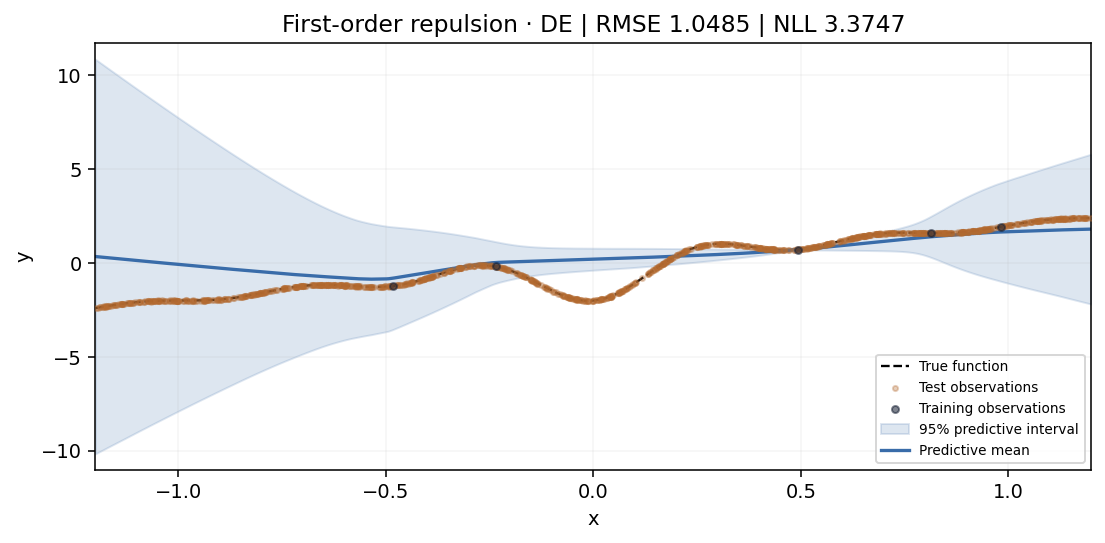 First-order repulsion · DE | RMSE 1.0485 | NLL 3.3747
10
5
0
−5
−10
y
−1.0
−0.5
0.0
0.5
1.0
x
True function
Test observations
Training observations
95% predictive interval
Predictive mean